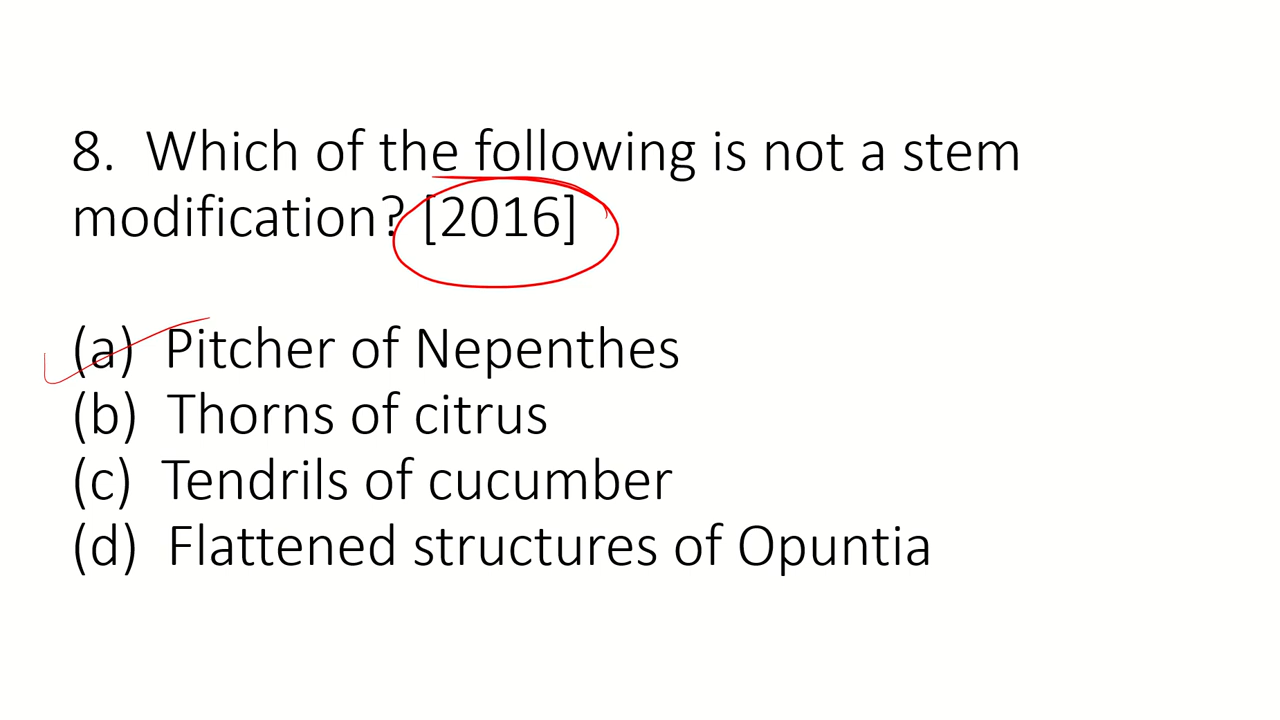 8. Which of the following is not a stem
modification? [2016]
(a) Pitcher of Nepenthes
(b) Thorns of citrus
(c) Tendrils of cucumber
(d) Flattened structures of Opuntia